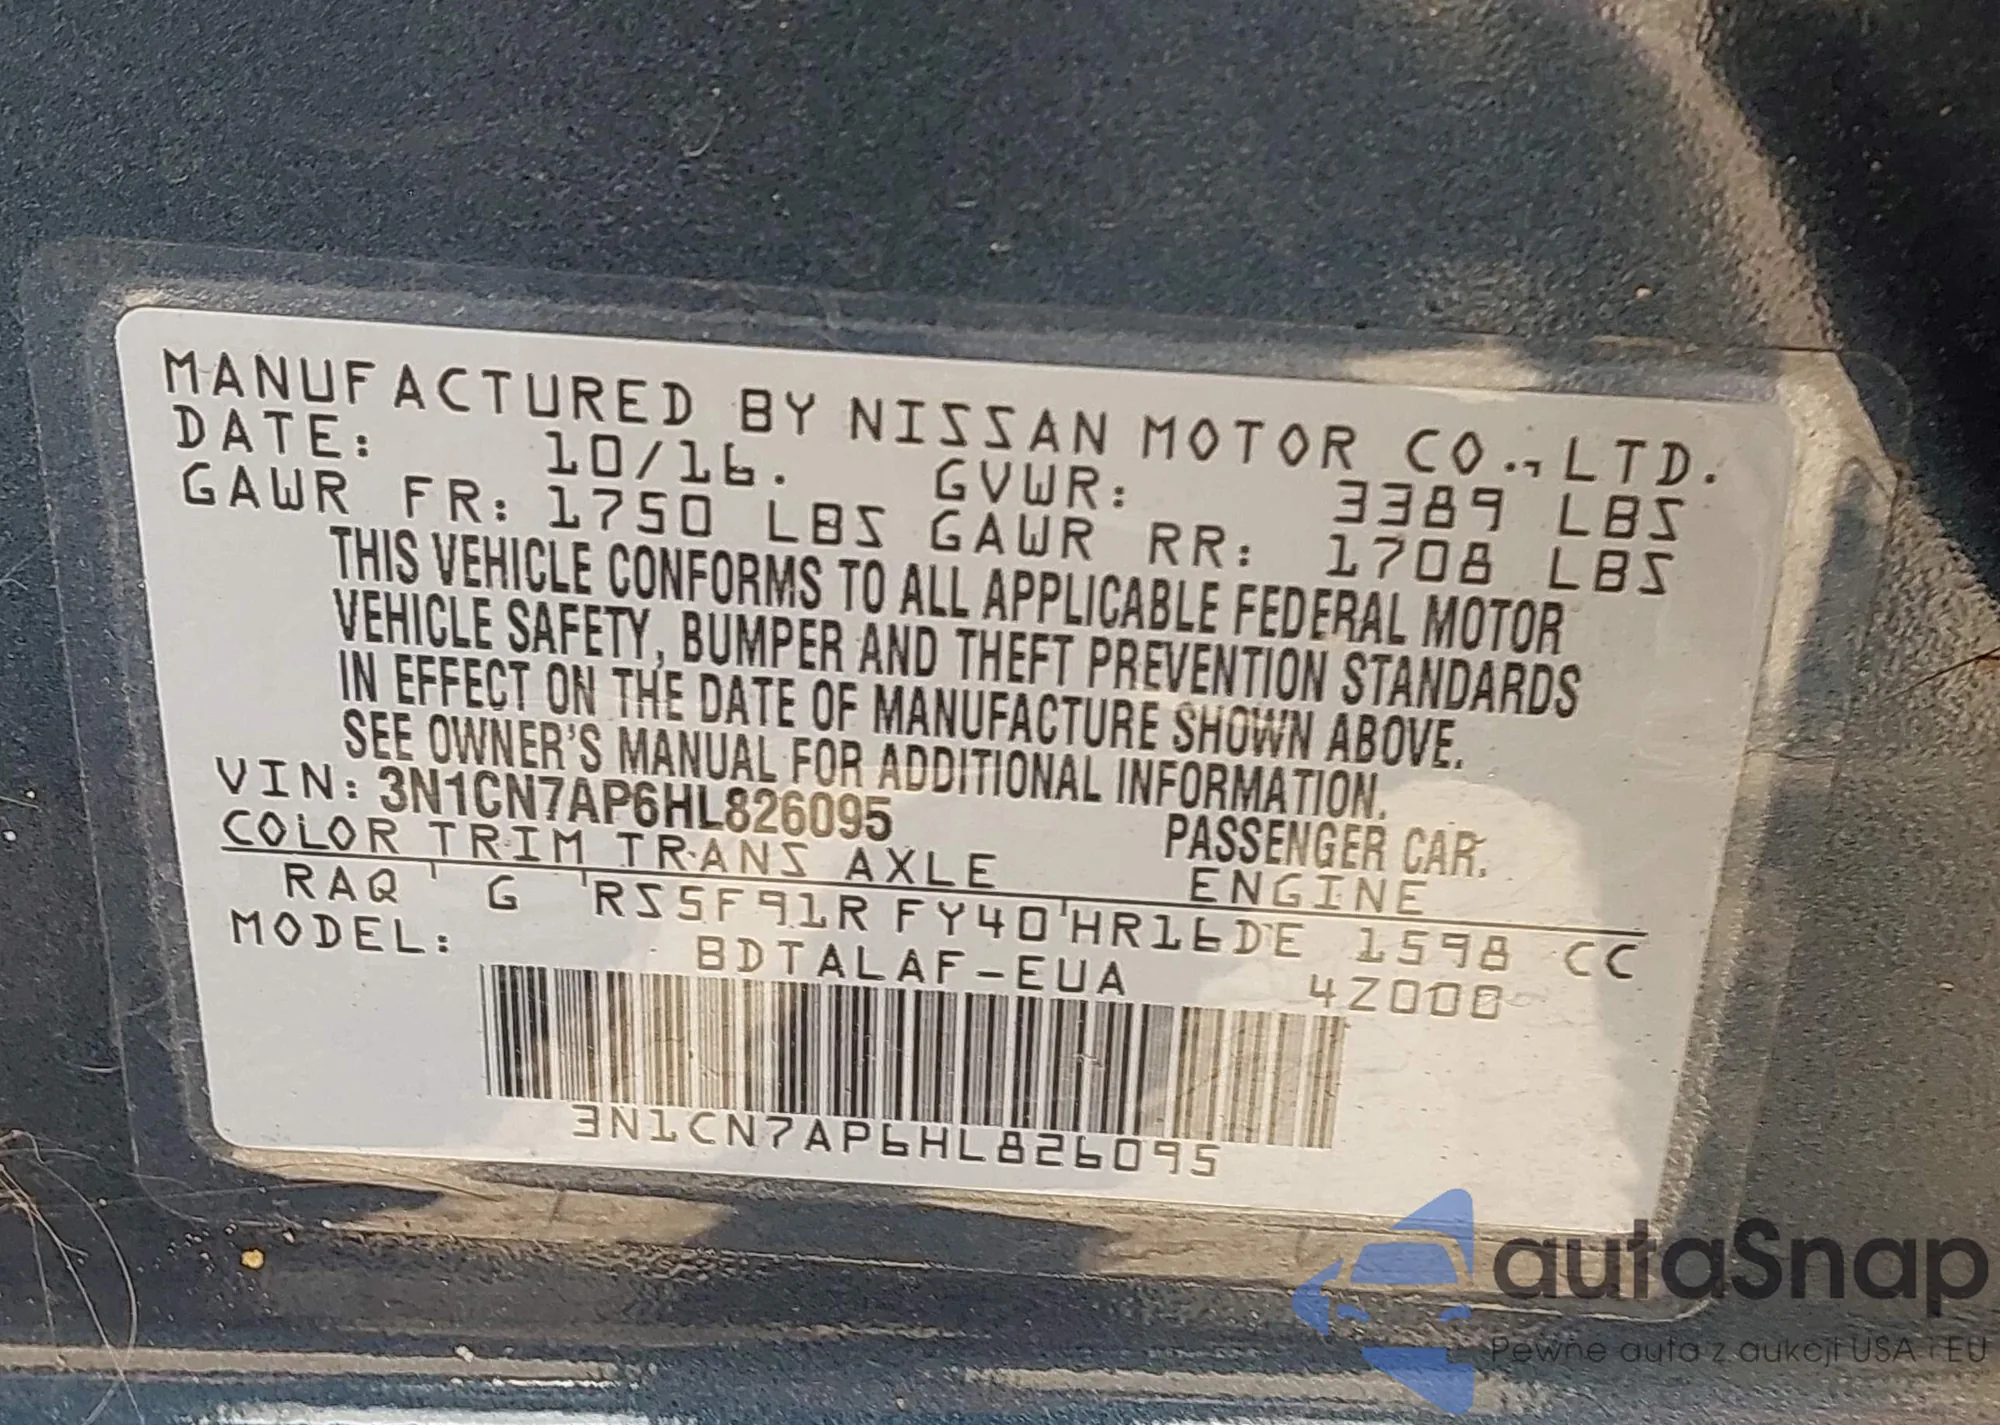 MANUFACTURED BY NISSAN MOTOR CO.,LTD.
DATE: 10/16. GVWR: 3389 LBS
GAWR FR: 1750 LBS GAWR RR: 1708 LBS
THIS VEHICLE CONFORMS TO ALL APPLICABLE FEDERAL MOTOR
VEHICLE SAFETY, BUMPER AND THEFT PREVENTION STANDARDS
IN EFFECT ON THE DATE OF MANUFACTURE SHOWN ABOVE.
SEE OWNER'S MANUAL FOR ADDITIONAL INFORMATION.
VIN: 3N1CN7AP6HL826095 PASSENGER CAR.
COLOR TRIM TRANS AXLE ENGINE
RAQ G RS5F91R FY40 HR16DE 1598 CC
MODEL: BDTALAF-EUA 4Z000
3N1CN7AP6HL826095
autaSnap
Pewne auta z aukcji USA i EU